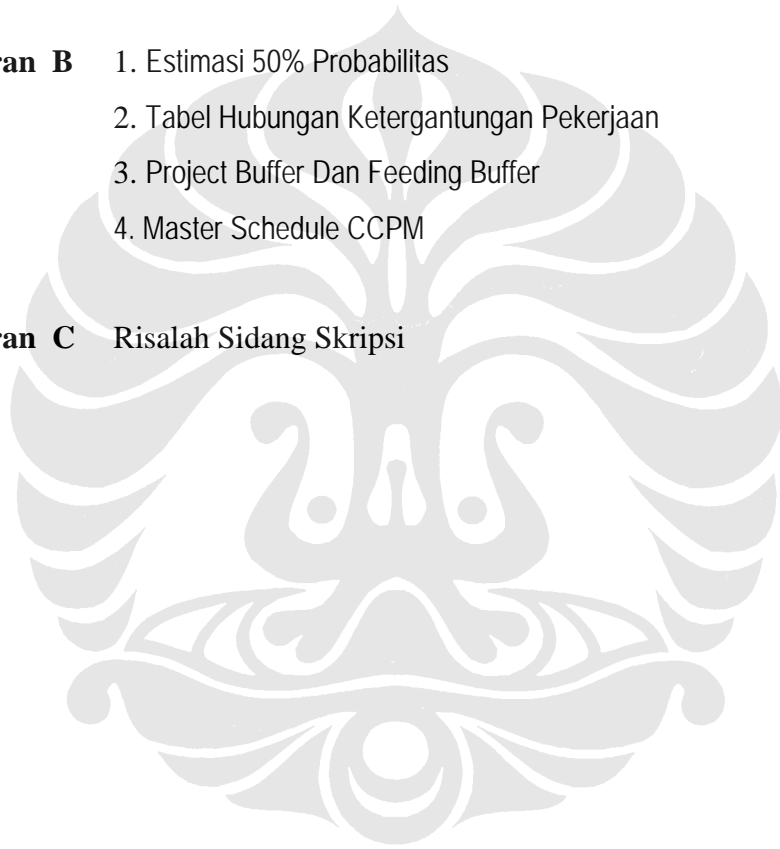 ran B 1. Estimasi 50% Probabilitas
2. Tabel Hubungan Ketergantungan Pekerjaan
3. Project Buffer Dan Feeding Buffer
4. Master Schedule CCPM
ran C Risalah Sidang Skripsi